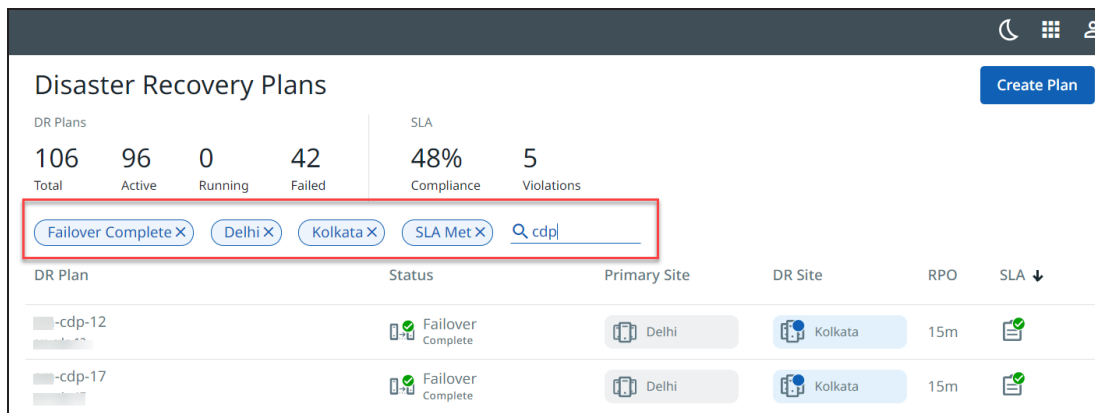 Disaster Recovery Plans
Create Plan
DR Plans
SLA
106 96 0 42 48% 5
Total Active Running Failed Compliance Violations
Failover Complete Delhi Kolkata SLA Met cdp
DR Plan Status Primary Site DR Site RPO SLA
-cdp-12 Failover Complete Delhi Kolkata 15m
-cdp-17 Failover Complete Delhi Kolkata 15m